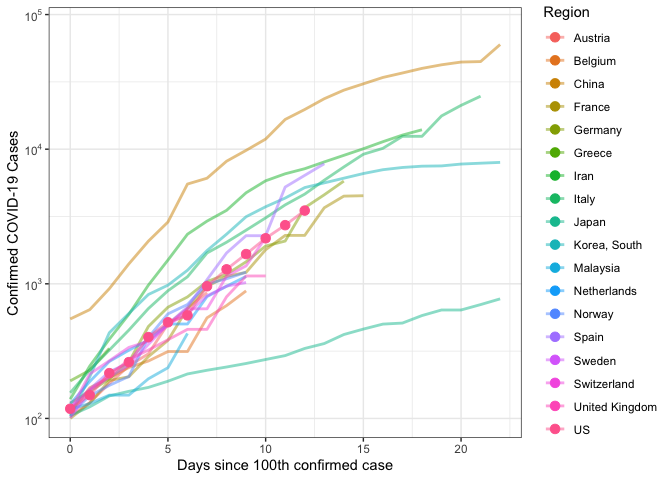 10^5
10^4
10^3
10^2
Confirmed COVID-19 Cases
0 5 10 15 20
Days since 100th confirmed case
Region
Austria
Belgium
China
France
Germany
Greece
Iran
Italy
Japan
Korea, South
Malaysia
Netherlands
Norway
Spain
Sweden
Switzerland
United Kingdom
US